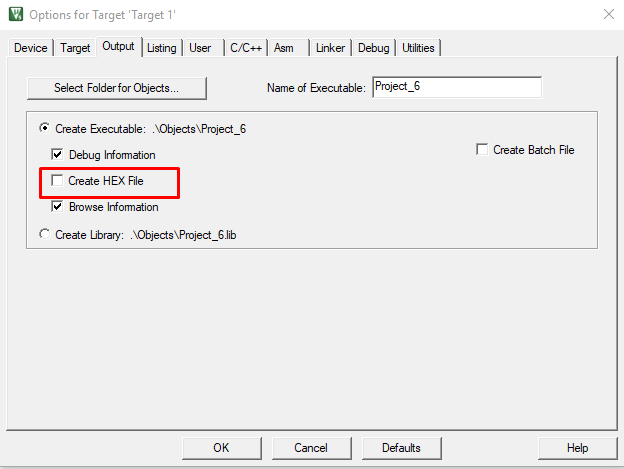 Options for Target 'Target 1'
Device Target Output Listing User C/C++ Asm Linker Debug Utilities
Select Folder for Objects... Name of Executable: Project_6
Create Executable: .\Objects\Project_6
Debug Information Create Batch File
Create HEX File
Browse Information
Create Library: .\Objects\Project_6.lib
OK Cancel Defaults Help